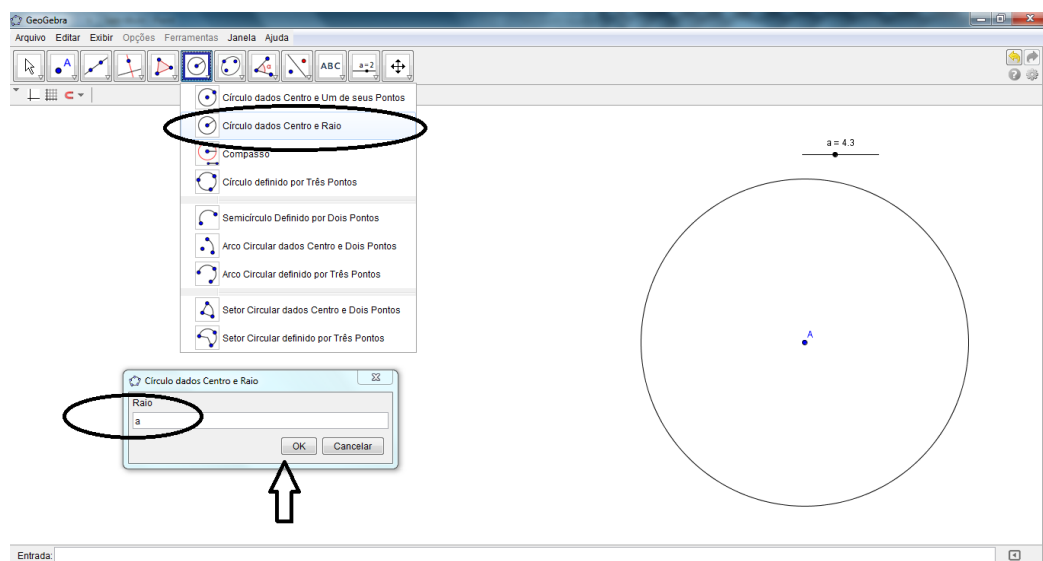 GeoGebra
Arquivo Editar Exibir Opções Ferramentas Janela Ajuda
A
α
ABC
a=2
Círculo dados Centro e Um de seus Pontos
Círculo dados Centro e Raio
Compasso
Círculo definido por Três Pontos
Semicírculo Definido por Dois Pontos
Arco Circular dados Centro e Dois Pontos
Arco Circular definido por Três Pontos
Setor Circular dados Centro e Dois Pontos
Setor Circular definido por Três Pontos
a = 4.3
A
Círculo dados Centro e Raio
Raio
a
OK Cancelar
Entrada: